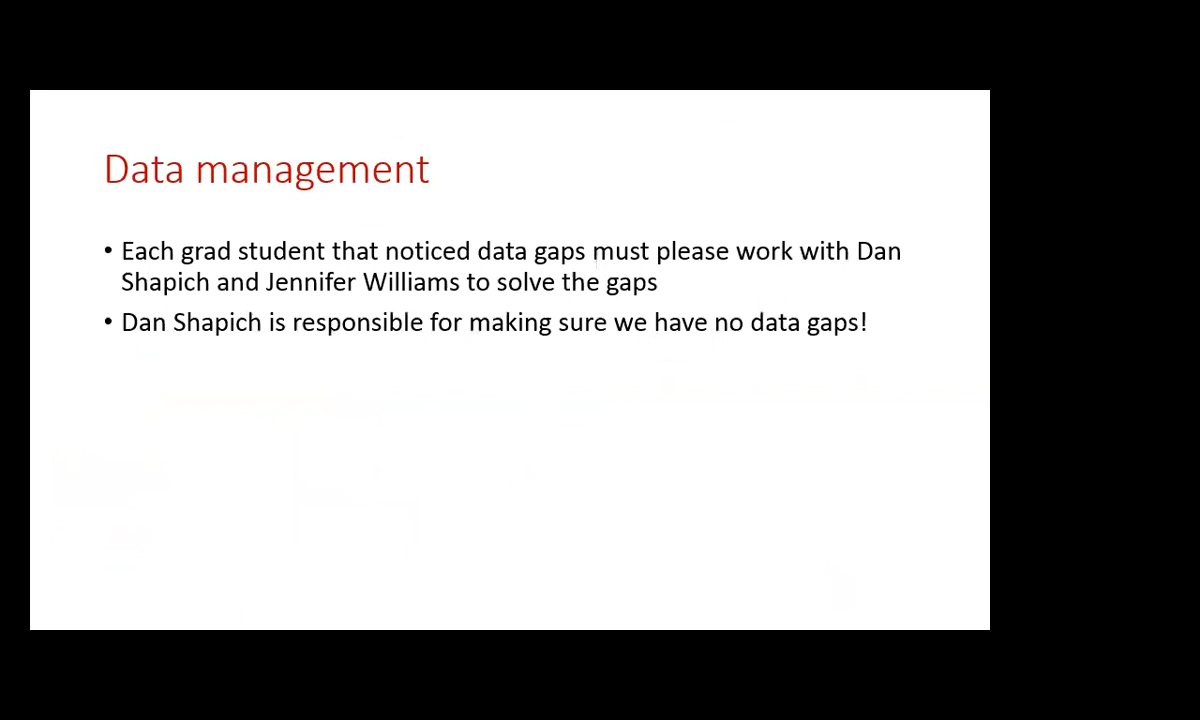 Data management
• Each grad student that noticed data gaps must please work with Dan
Shapich and Jennifer Williams to solve the gaps
• Dan Shapich is responsible for making sure we have no data gaps!